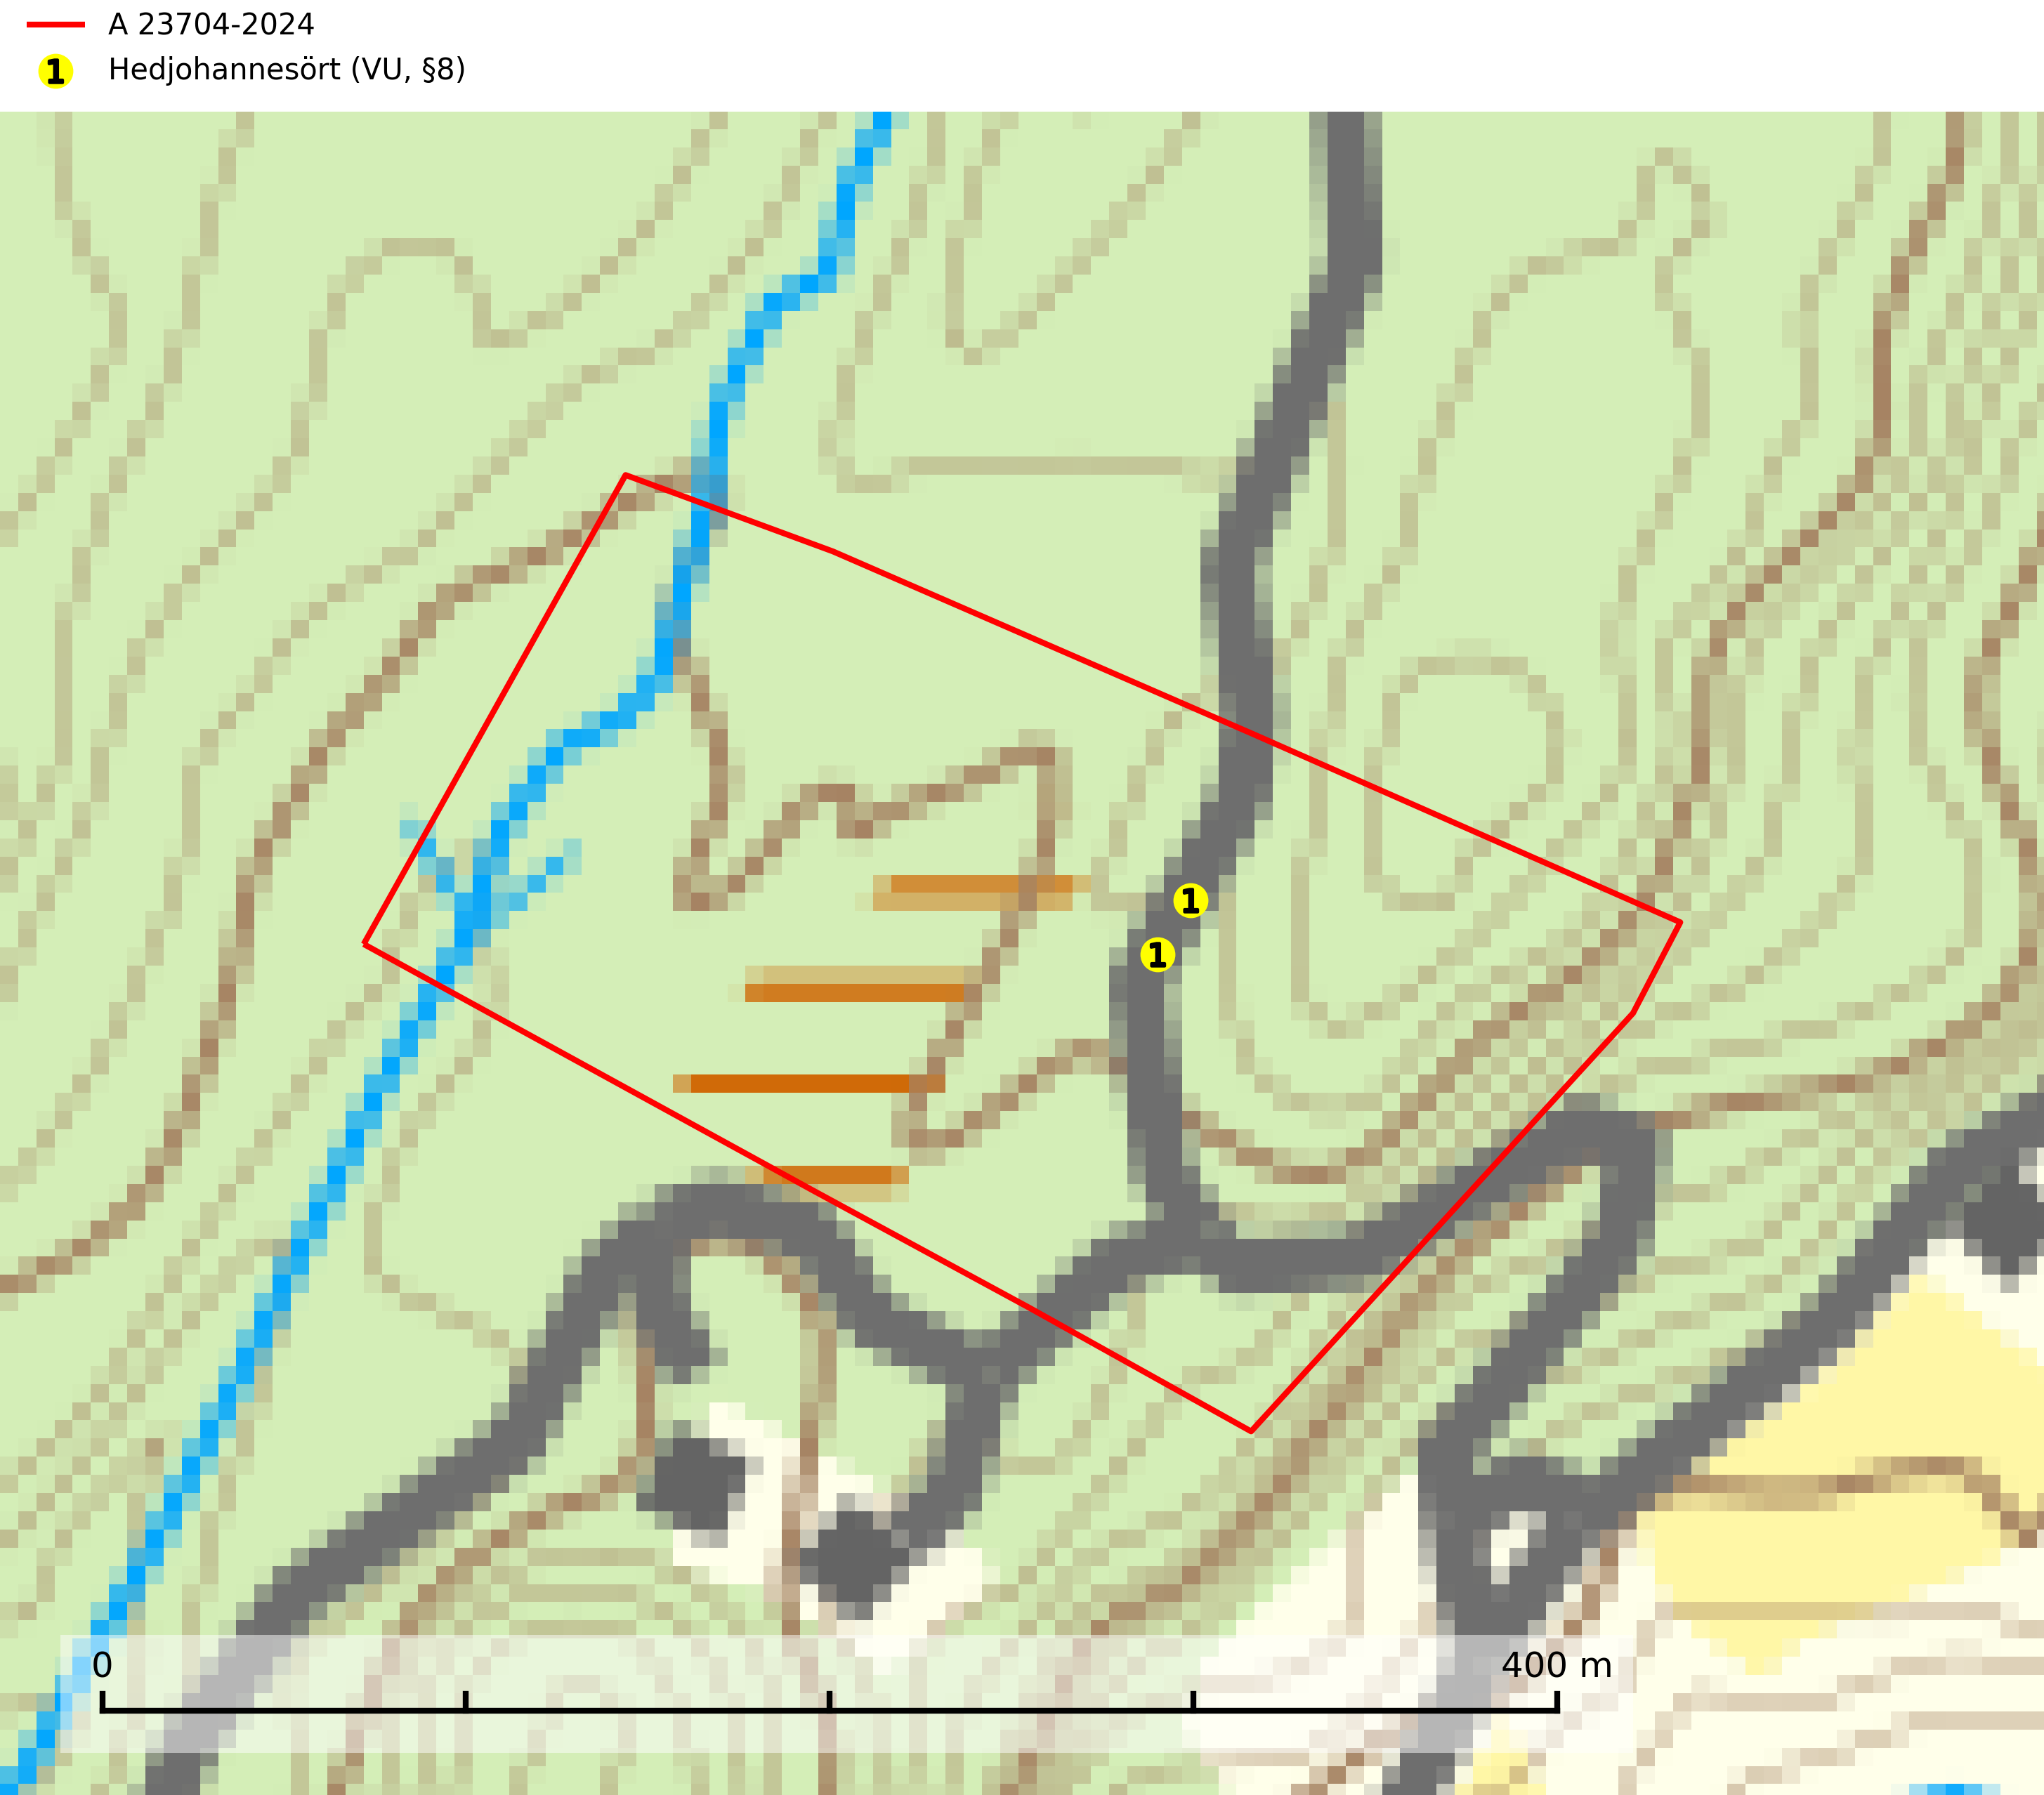 A 23704-2024
1 Hedjohannesört (VU, §8)
1
1
0 400 m